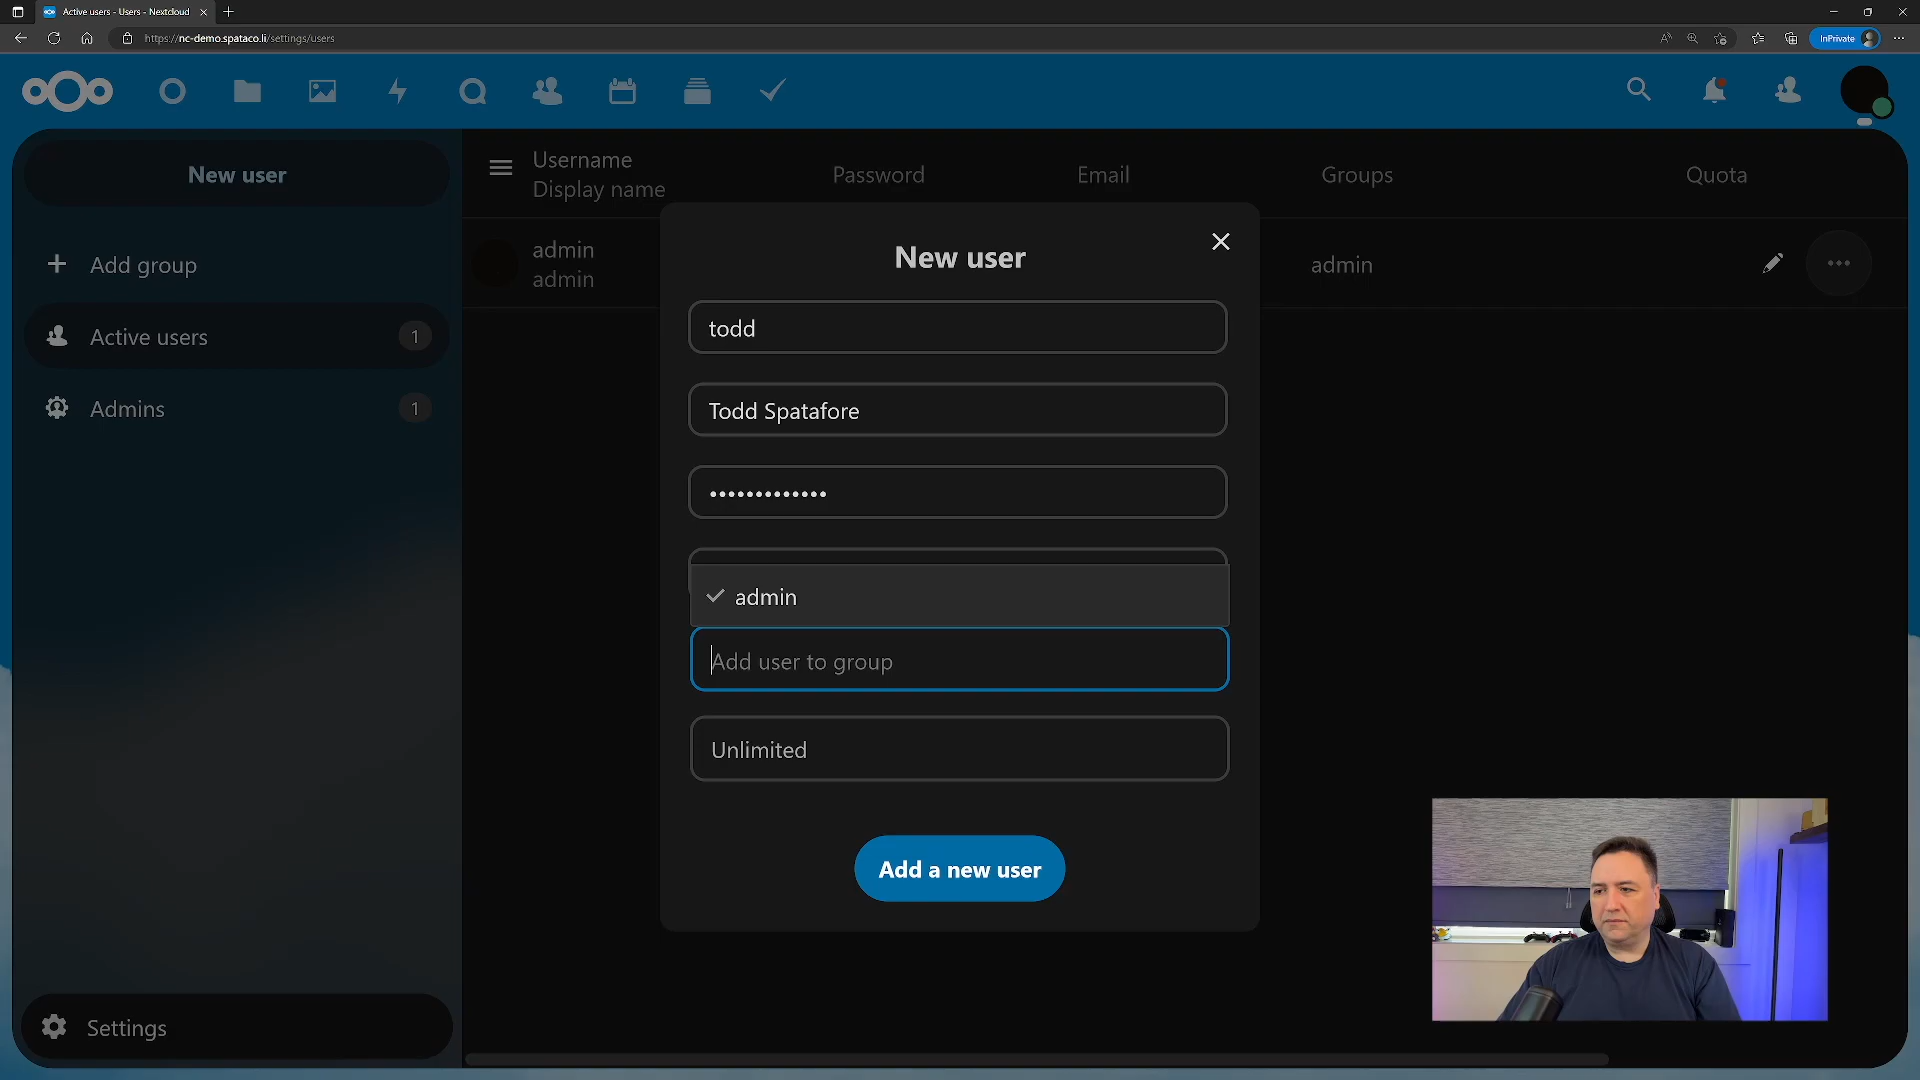 Active users - Users - Nextcloud
https://nc-demo.spataco.li/settings/users
InPrivate
New user
Add group
Active users
1
Admins
1
Settings
Username
Display name
Password
Email
Groups
Quota
admin
admin
admin
New user
todd
Todd Spatafore
•••••••••••••
admin
Add user to group
Unlimited
Add a new user